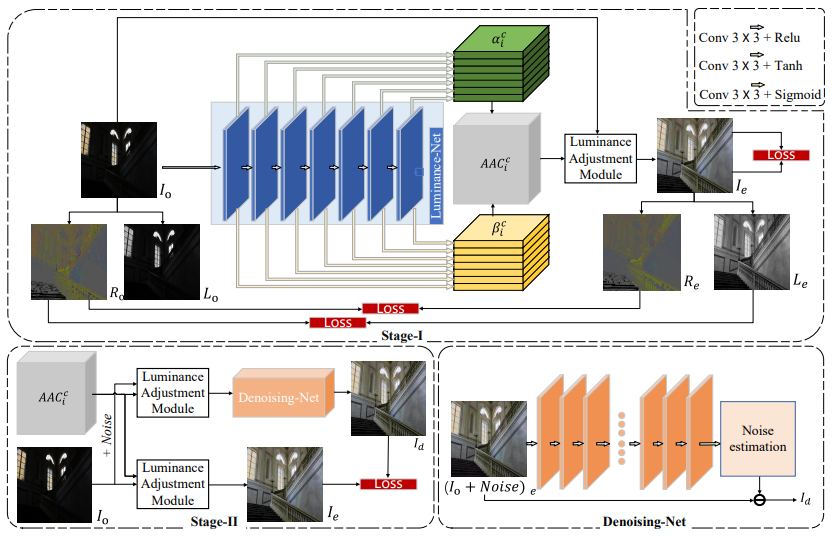 Conv 3 X 3 + Relu
Conv 3 X 3 + Tanh
Conv 3 X 3 + Sigmoid
α_i^c
Luminance-Net
AAC_i^c
Luminance
Adjustment
Module
β_i^c
I_o
I_e
Loss
R_o
L_o
R_e
L_e
Loss
Loss
Stage-I
AAC_i^c
+ Noise
Luminance
Adjustment
Module
Denoising-Net
I_d
I_o
Luminance
Adjustment
Module
I_e
Loss
Stage-II
(I_o + Noise)_e
Noise
estimation
I_d
Denoising-Net